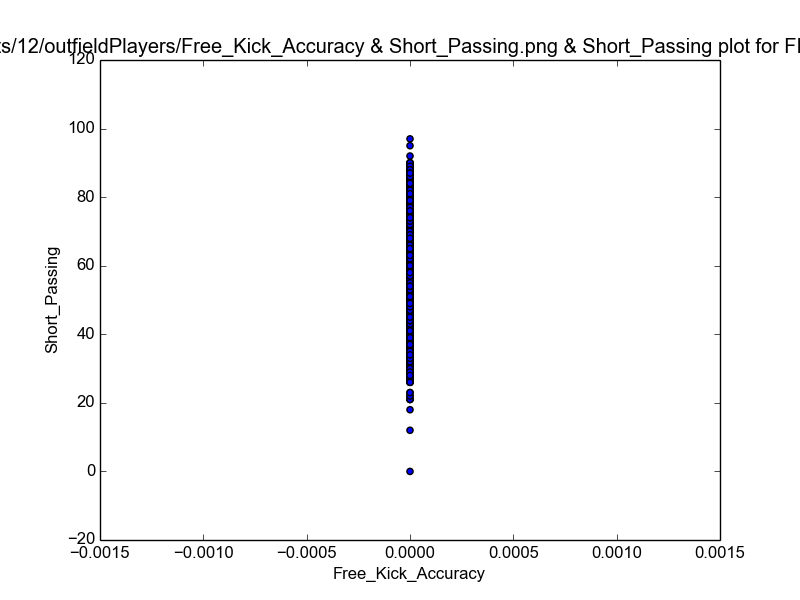 ts/12/outfieldPlayers/Free_Kick_Accuracy & Short_Passing.png & Short_Passing plot for FI
120
100
80
60
40
20
0
−20
Short_Passing
−0.0015 −0.0010 −0.0005 0.0000 0.0005 0.0010 0.0015
Free_Kick_Accuracy